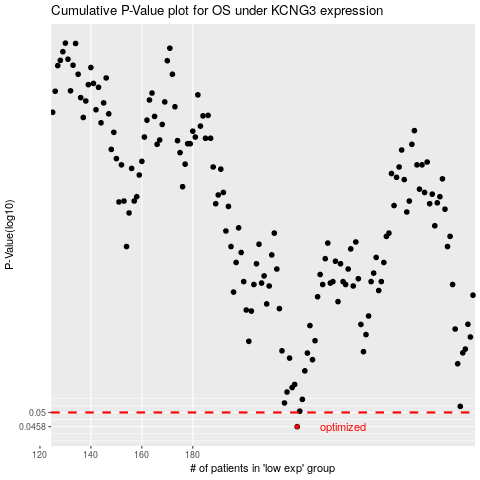 Cumulative P-Value plot for OS under KCNG3 expression
P-Value(log10)
0.05
0.0458
optimized
120 140 160 180
# of patients in 'low exp' group